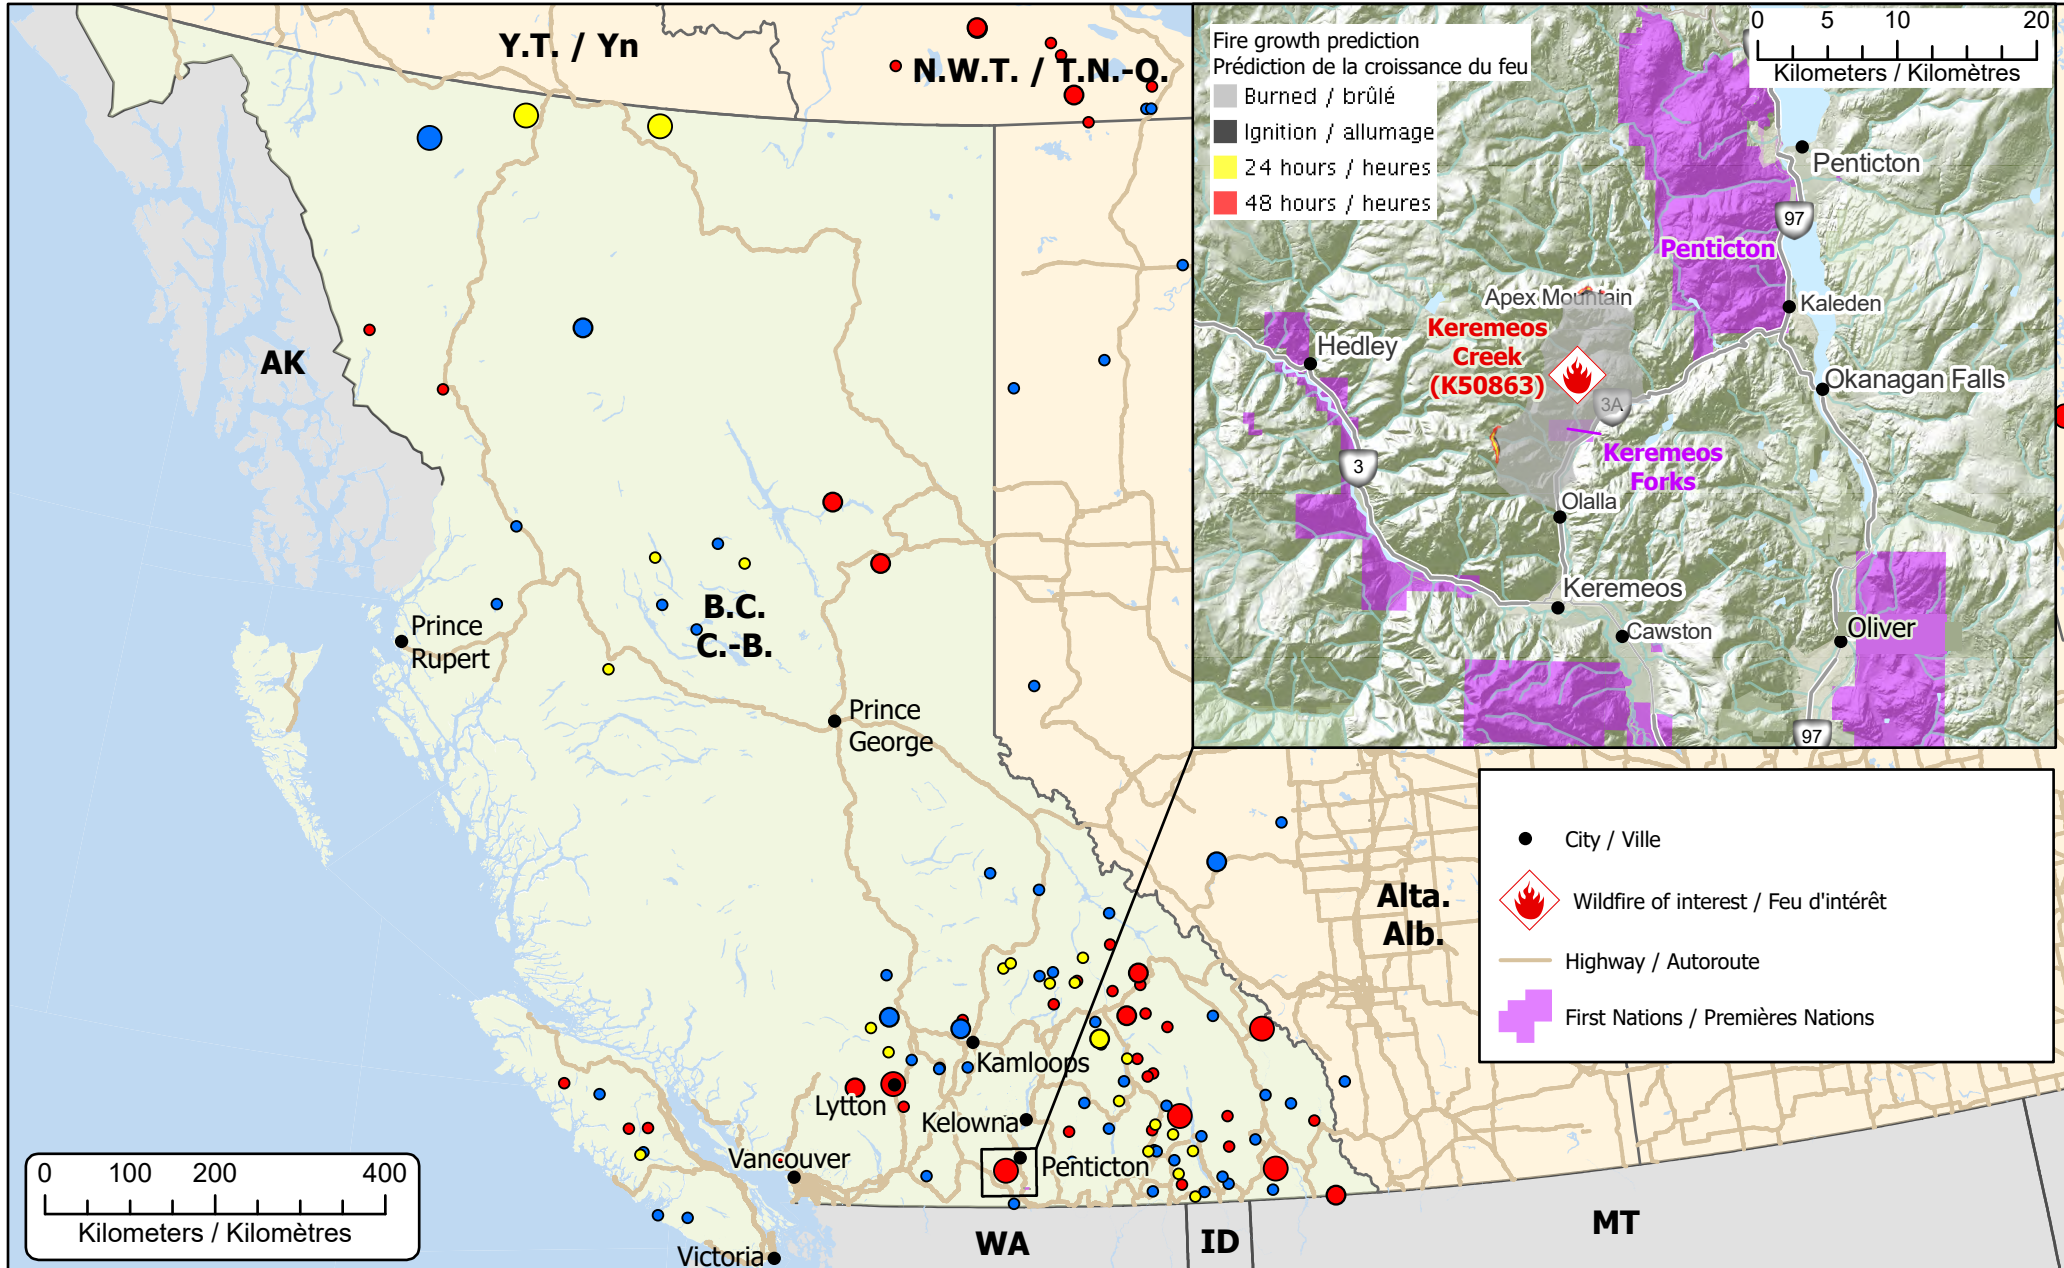 Y.T. / Yn
N.W.T. / T.N.-O.
AK
B.C.
C.-B.
Prince
Rupert
Prince
George
Alta.
Alb.
Kamloops
Lytton
Kelowna
Penticton
Vancouver
Victoria
WA
ID
MT
0 100 200 400
Kilometers / Kilomètres
Fire growth prediction
Prédiction de la croissance du feu
Burned / brûlé
Ignition / allumage
24 hours / heures
48 hours / heures
0 5 10 20
Kilometers / Kilomètres
Penticton
97
Penticton
Apex Mountain
Kaleden
Keremeos
Creek
(K50863)
Hedley
Okanagan Falls
3A
Keremeos
Forks
3
Olalla
Keremeos
Cawston
Oliver
97
City / Ville
Wildfire of interest / Feu d'intérêt
Highway / Autoroute
First Nations / Premières Nations